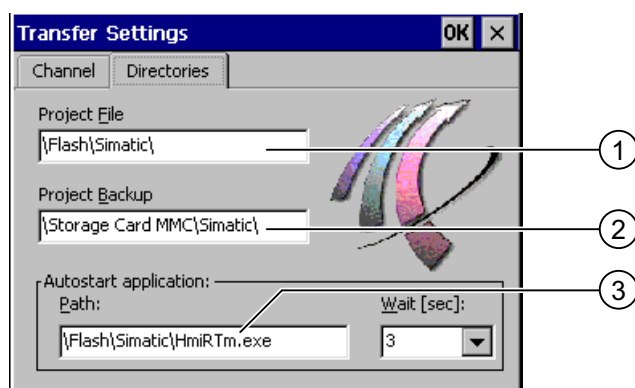 Transfer Settings OK ×
Channel Directories
Project File
\Flash\Simatic\
1
Project Backup
\Storage Card MMC\Simatic\
2
Autostart application:
3
Path: Wait [sec]:
\Flash\Simatic\HmiRTm.exe 3